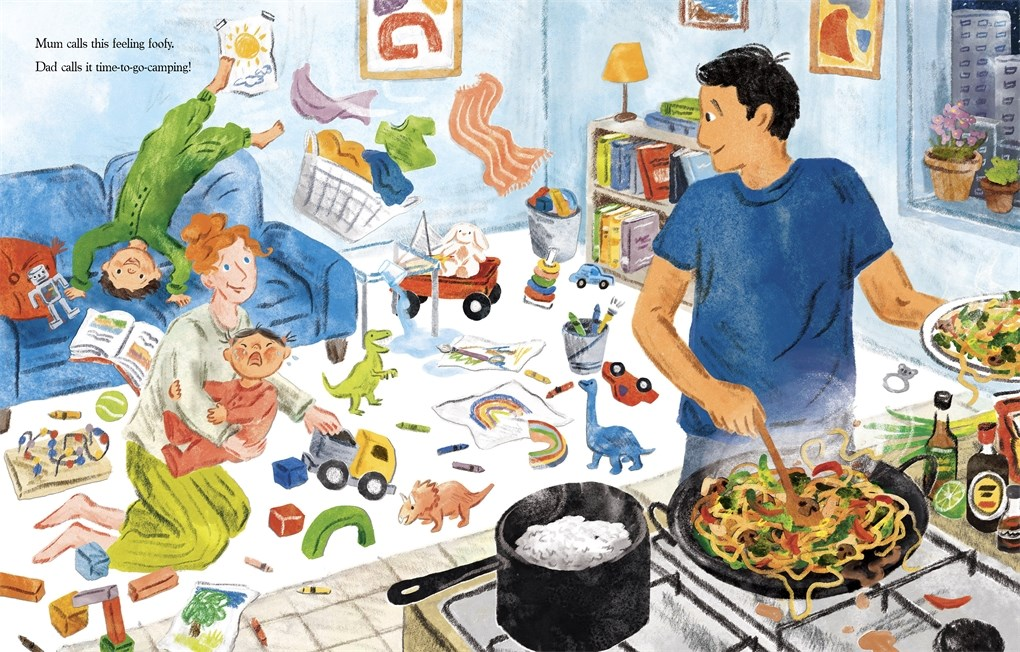 Mum calls this feeling foofy.
Dad calls it time-to-go-camping!